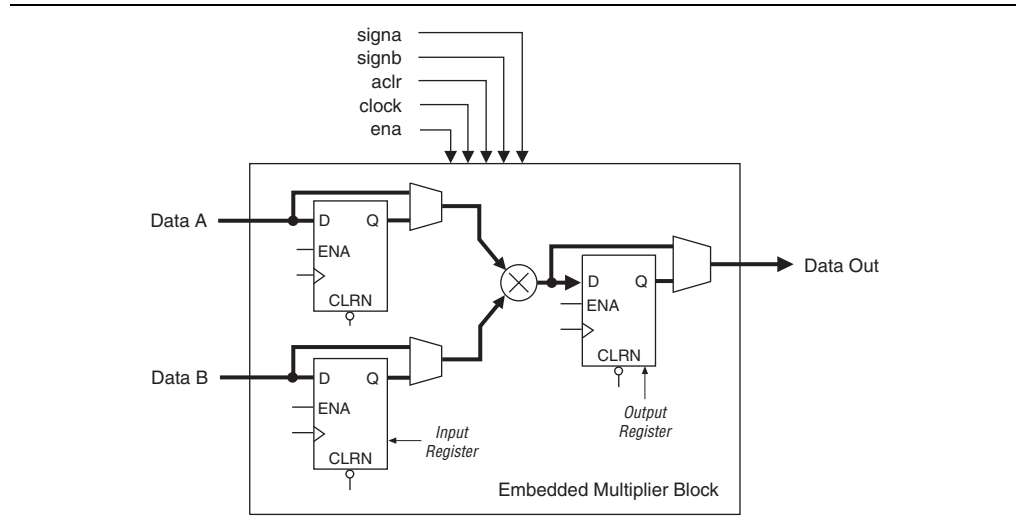 signa
signb
aclr
clock
ena
Data A
D Q
ENA
CLRN
Data B
D Q
ENA
CLRN
Input
Register
D Q
ENA
CLRN
Output
Register
Data Out
Embedded Multiplier Block